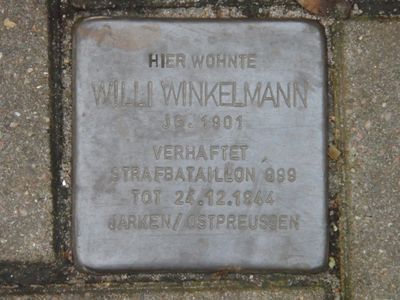 HIER WOHNTE
WILLI WINKELMANN
JG. 1901
VERHAFTET
STRAFBATAILLON 999
TOT 24.12.1944
JARKEN/OSTPREUSSEN